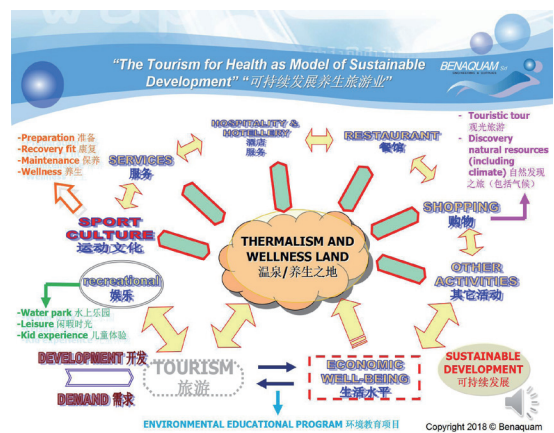 “The Tourism for Health as Model of Sustainable
Development” “可持续发展养生旅游业”
BENAQUAM
HOSPITALITY &
HOTELLERY
酒店
服务
RESTAURANT
餐馆
- Touristic tour
观光旅游
- Discovery
natural resources
(including
climate) 自然发现
之旅（包括气候）
-Preparation 准备
-Recovery fit 康复
-Maintenance 保养
-Wellness 养生
SERVICES
服务
SHOPPING
购物
SPORT
CULTURE
运动文化
THERMALISM AND
WELLNESS LAND
温泉/养生之地
OTHER
ACTIVITIES
其它活动
recreational
娱乐
-Water park 水上乐园
-Leisure 闲暇时光
-Kid experience 儿童体验
DEVELOPMENT 开发
DEMAND 需求
TOURISM
旅游
ECONOMIC
WELL-BEING
生活水平
SUSTAINABLE
DEVELOPMENT
可持续发展
ENVIRONMENTAL EDUCATIONAL PROGRAM 环境教育项目
Copyright 2018 © Benaquam